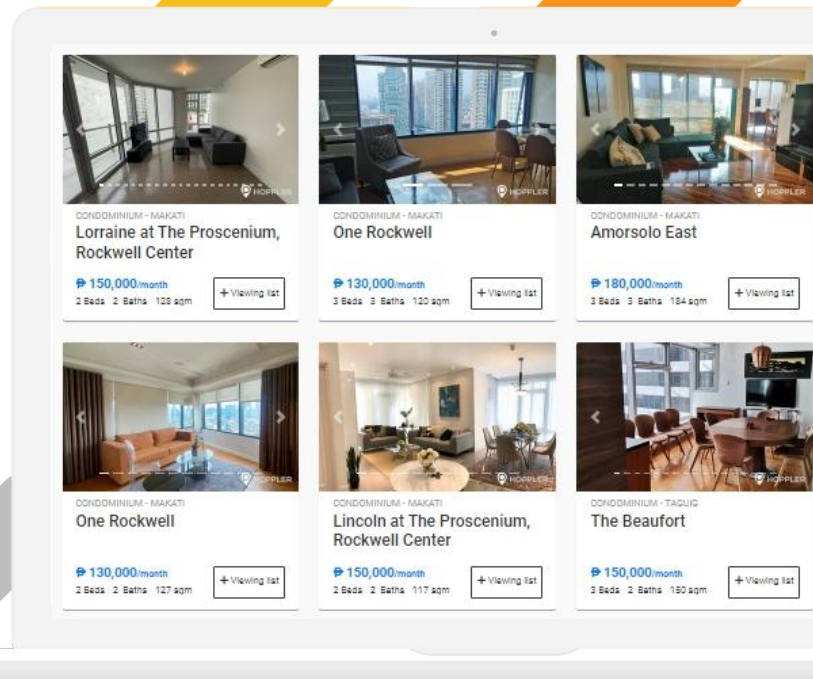 HOPPLER
CONDOMINIUM - MAKATI
Lorraine at The Proscenium,
Rockwell Center
₱ 150,000/month
2 Beds 2 Baths 128 sqm
+ Viewing list
HOPPLER
CONDOMINIUM - MAKATI
One Rockwell
₱ 130,000/month
3 Beds 3 Baths 120 sqm
+ Viewing list
HOPPLER
CONDOMINIUM - MAKATI
Amorsolo East
₱ 180,000/month
3 Beds 3 Baths 184 sqm
+ Viewing list
HOPPLER
CONDOMINIUM - MAKATI
One Rockwell
₱ 130,000/month
2 Beds 2 Baths 127 sqm
+ Viewing list
HOPPLER
CONDOMINIUM - MAKATI
Lincoln at The Proscenium,
Rockwell Center
₱ 150,000/month
2 Beds 2 Baths 117 sqm
+ Viewing list
HOPPLER
CONDOMINIUM - TAGUIG
The Beaufort
₱ 150,000/month
3 Beds 2 Baths 150 sqm
+ Viewing list